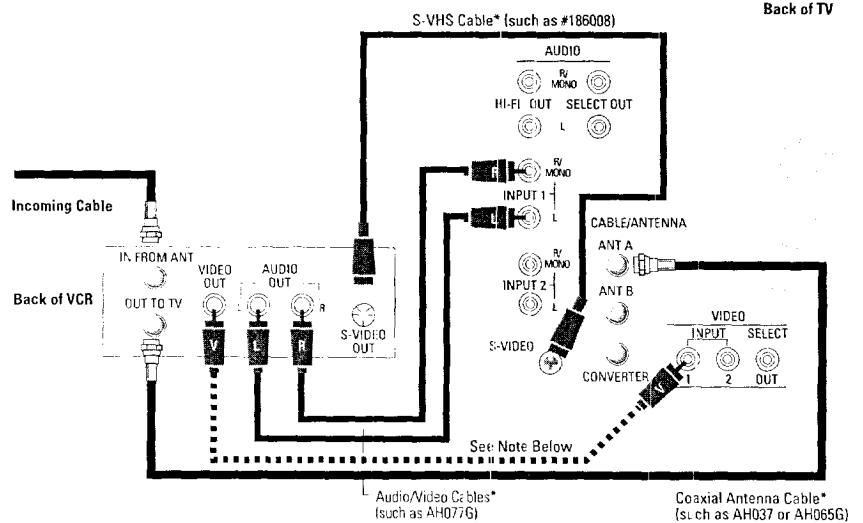 Back of TV
S-VHS Cable* (such as #186008)
AUDIO
R/
MONO
HI-FI OUT SELECT OUT
L
R
R/
MONO
INPUT 1
L
L
Incoming Cable
CABLE/ANTENNA
ANT A
IN FROM ANT
VIDEO
OUT
AUDIO
OUT
R/
MONO
INPUT 2
L
ANT B
Back of VCR
OUT TO TV
R
S-VIDEO
OUT
VIDEO
INPUT SELECT
S-VIDEO
V
L
R
CONVERTER
V
1 2 OUT
See Note Below
Audio/Video Cables*
(such as AH077G)
Coaxial Antenna Cable*
(such as AH037 or AH065G)